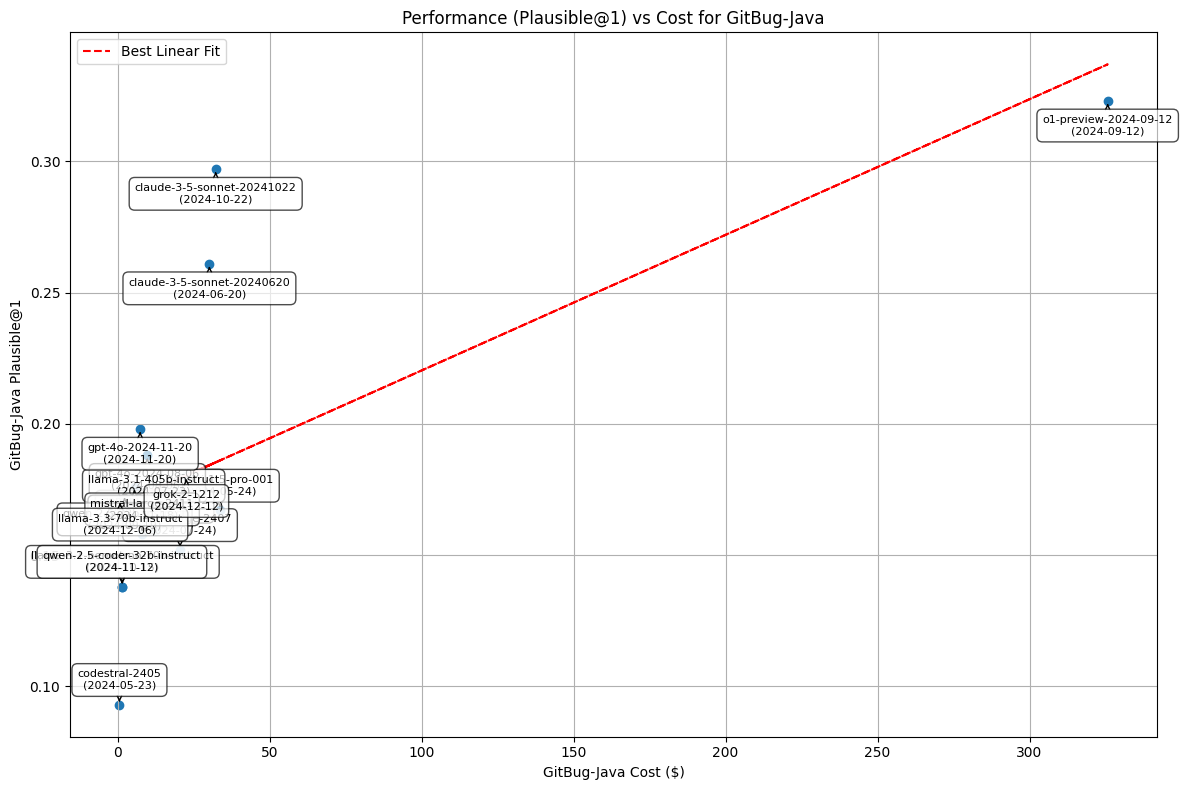 Performance (Plausible@1) vs Cost for GitBug-Java
Best Linear Fit
o1-preview-2024-09-12
(2024-09-12)
claude-3-5-sonnet-20241022
(2024-10-22)
claude-3-5-sonnet-20240620
(2024-06-20)
gpt-4o-2024-11-20
(2024-11-20)
llama-3.1-405b-instruct
-pro-001
grok-2-1212
(2024-12-12)
mistral-lar
llama-3.3-70b-instruct
(2024-12-06)
-2407
qwen-2.5-coder-32b-instruct
(2024-11-12)
codestral-2405
(2024-05-23)
0.30
0.25
0.20
0.10
GitBug-Java Plausible@1
0
50
100
150
200
250
300
GitBug-Java Cost ($)